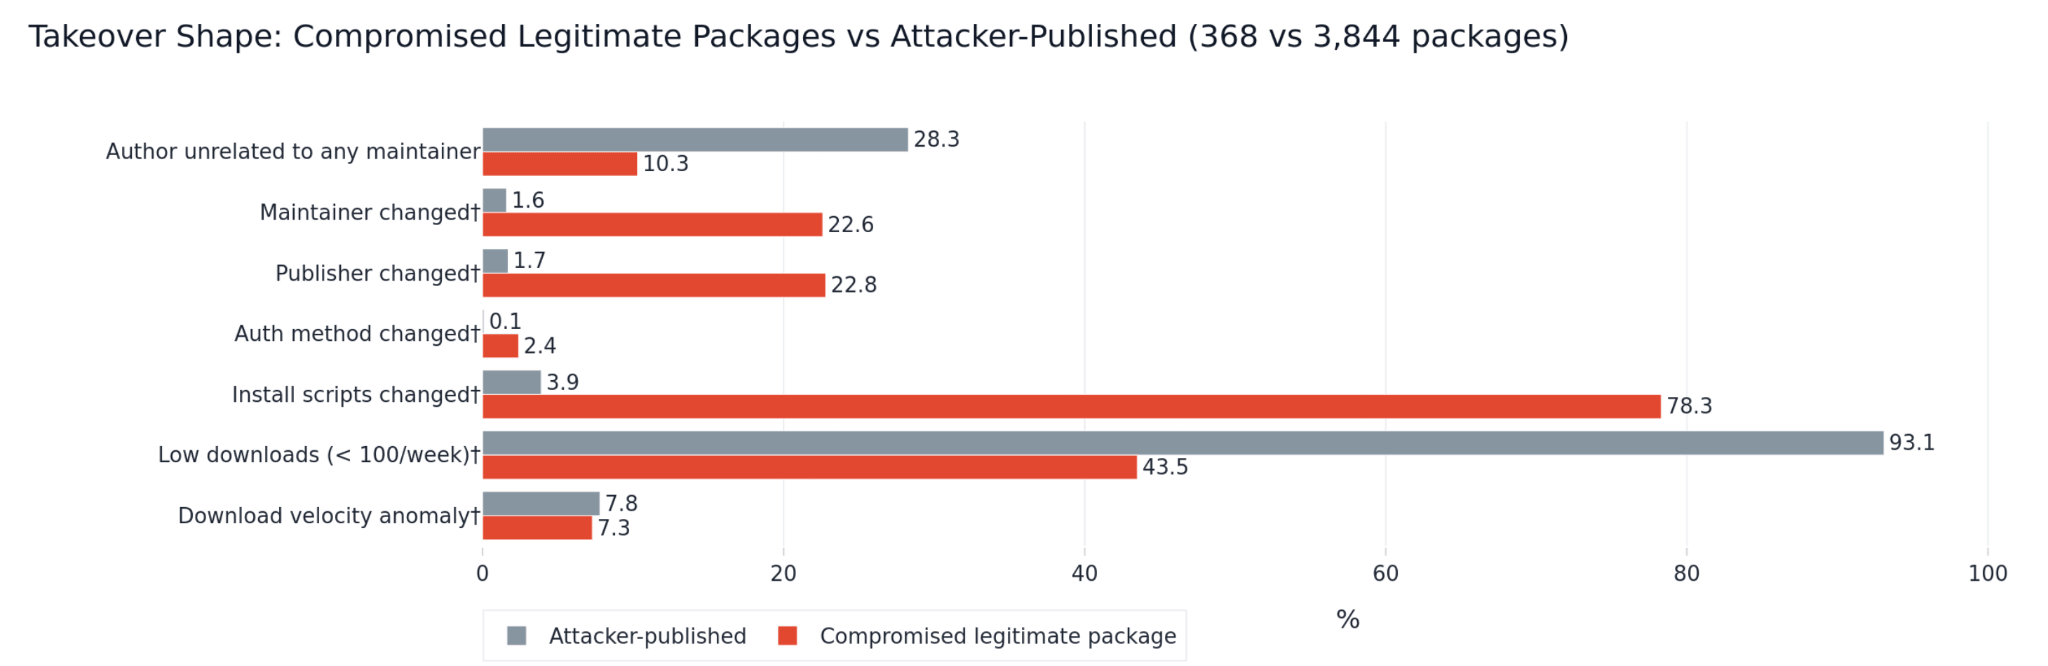 Takeover Shape: Compromised Legitimate Packages vs Attacker-Published (368 vs 3,844 packages)
Author unrelated to any maintainer
28.3
10.3
Maintainer changed†
1.6
22.6
Publisher changed†
1.7
22.8
Auth method changed†
0.1
2.4
Install scripts changed†
3.9
78.3
Low downloads (< 100/week)†
93.1
43.5
Download velocity anomaly†
7.8
7.3
0 20 40 60 80 100
%
Attacker-published Compromised legitimate package